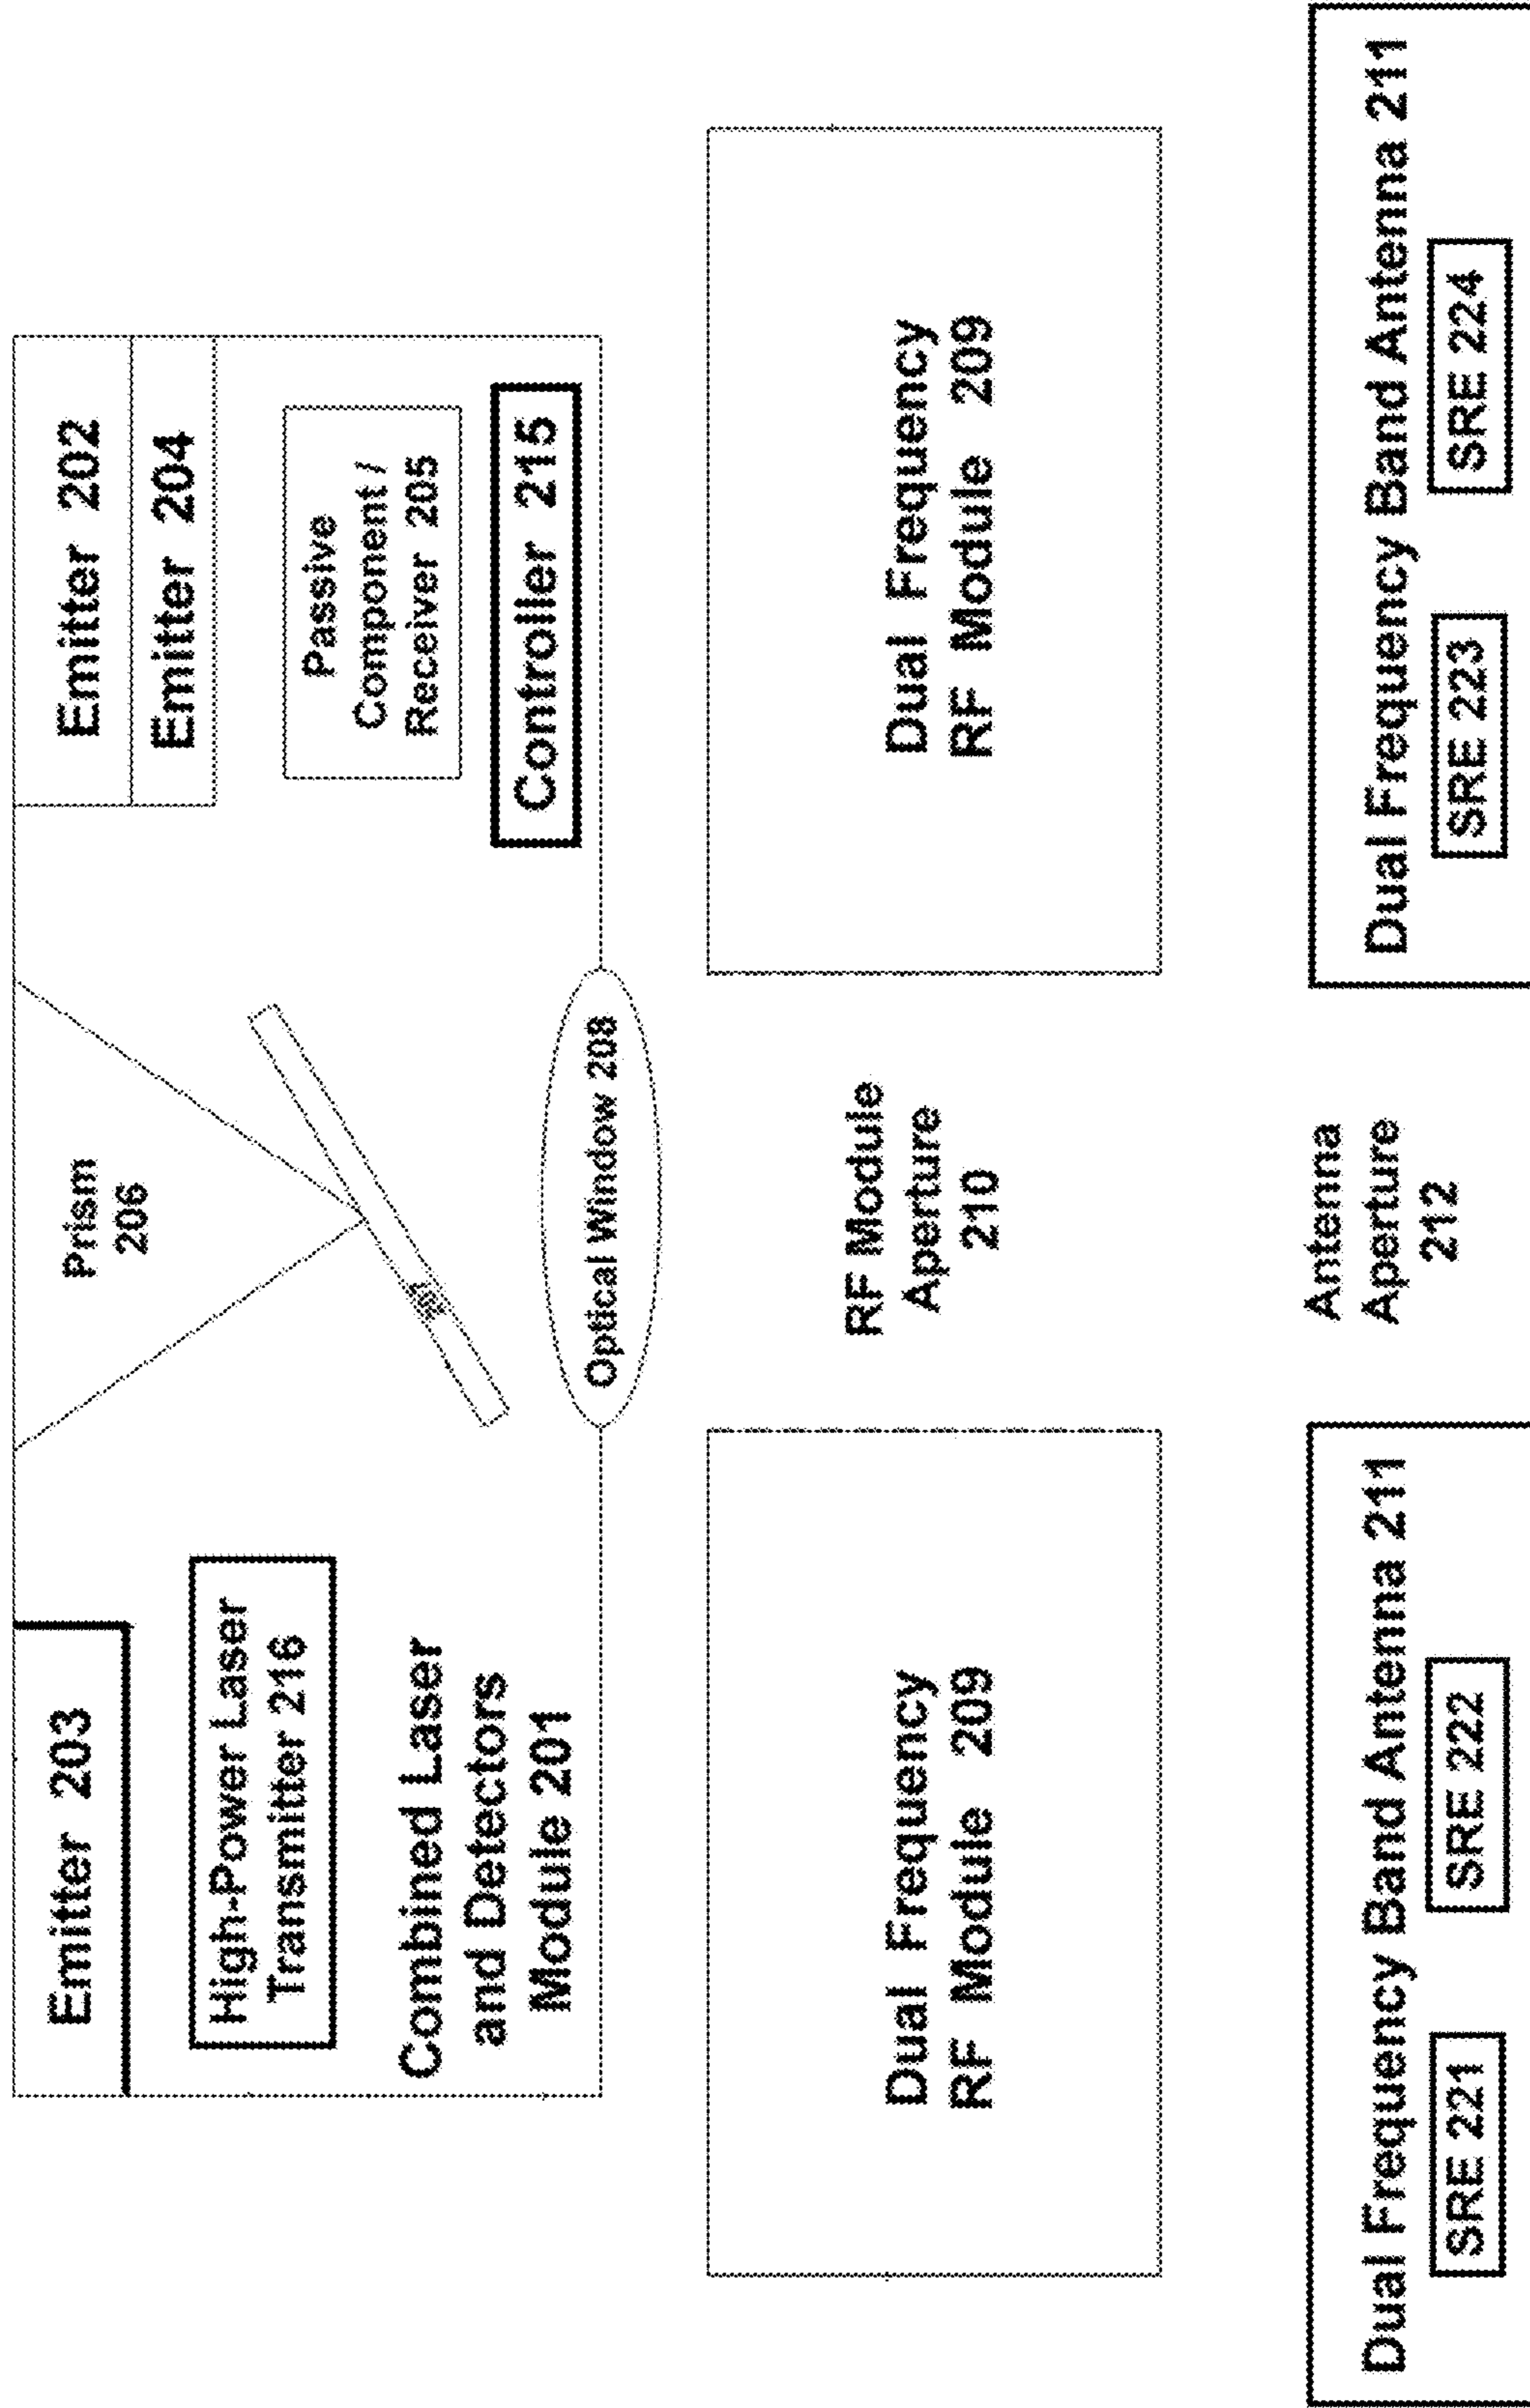 Emitter 203
Prism
206
Emitter 202
Emitter 204
High-Power Laser
Transmitter 216
Passive
Component /
Receiver 205
Combined Laser
and Detectors
Module 201
Controller 215
Optical Window 208
Dual Frequency
RF Module 209
RF Module
Aperture
210
Dual Frequency
RF Module 209
Dual Frequency Band Antenna 211
SRE 221
SRE 222
Antenna
Aperture
212
Dual Frequency Band Antenna 211
SRE 223
SRE 224